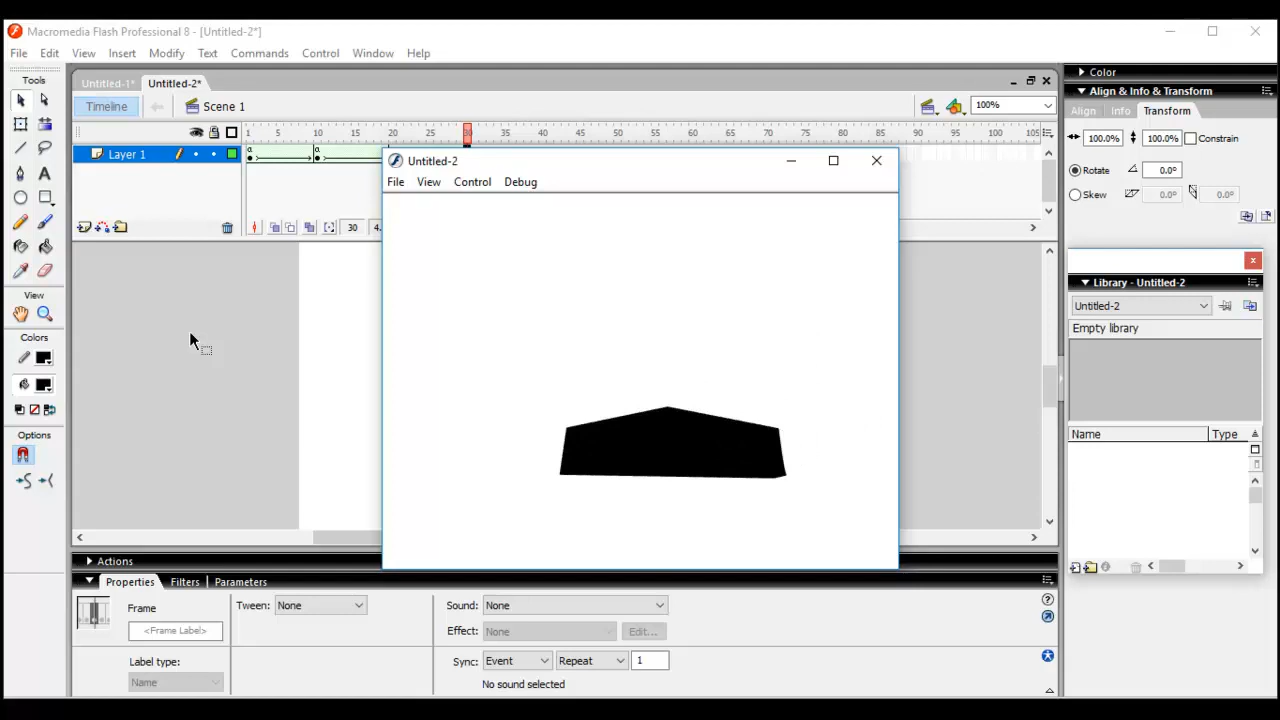 Macromedia Flash Professional 8 - [Untitled-2*]
File Edit View Insert Modify Text Commands Control Window Help
Tools
Untitled-1* Untitled-2*
Timeline Scene 1 100%
1 5 10 15 20 25 30 35 40 45 50 55 60 65 70 75 80 85 90 95 100 105
Layer 1
30 4.
Untitled-2
File View Control Debug
View
Colors
Options
Color
Align & Info & Transform
Align Info Transform
100.0% 100.0% Constrain
Rotate 0.0°
Skew 0.0° 0.0°
x
Library - Untitled-2
Untitled-2
Empty library
Name Type
Actions
Properties Filters Parameters
Frame
<Frame Label>
Label type:
Name
Tween: None
Sound: None
Effect: None Edit...
Sync: Event Repeat 1
No sound selected